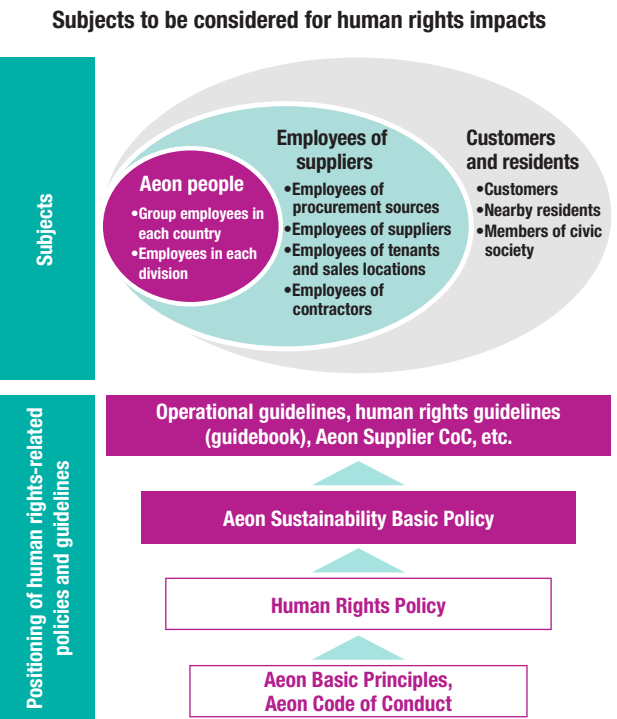 Subjects to be considered for human rights impacts
Subjects
Aeon people
•Group employees in
each country
•Employees in each
division
Employees of
suppliers
•Employees of
procurement sources
•Employees of suppliers
•Employees of tenants
and sales locations
•Employees of
contractors
Customers
and residents
•Customers
•Nearby residents
•Members of civic
society
Positioning of human rights-related
policies and guidelines
Operational guidelines, human rights guidelines
(guidebook), Aeon Supplier CoC, etc.
Aeon Sustainability Basic Policy
Human Rights Policy
Aeon Basic Principles,
Aeon Code of Conduct